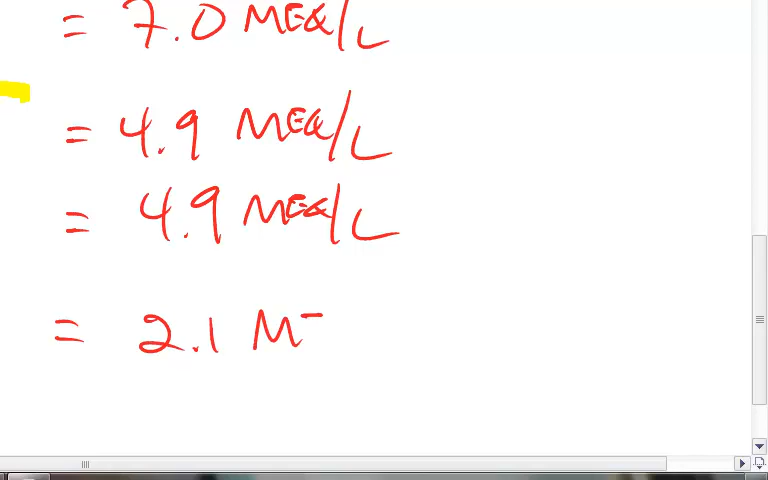 = 7.0 MEQ/L
= 4.9 MEQ/L
= 4.9 MEQ/L
= 2.1 M